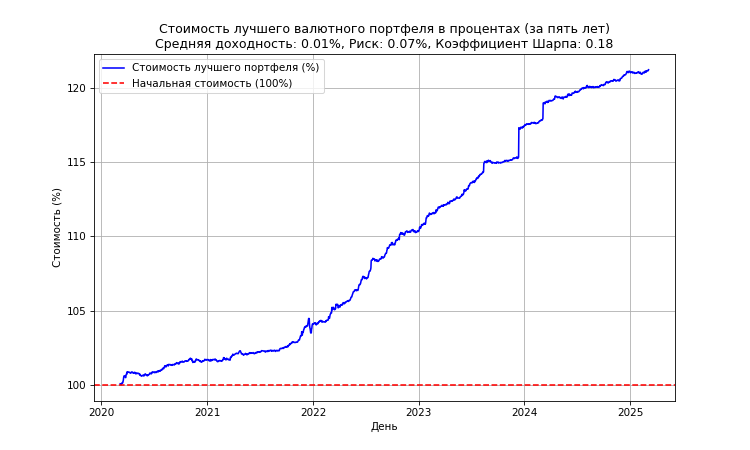 Стоимость лучшего валютного портфеля в процентах (за пять лет)
Средняя доходность: 0.01%, Риск: 0.07%, Коэффициент Шарпа: 0.18
Стоимость лучшего портфеля (%)
Начальная стоимость (100%)
Стоимость (%)
120
115
110
105
100
2020
2021
2022
2023
2024
2025
День